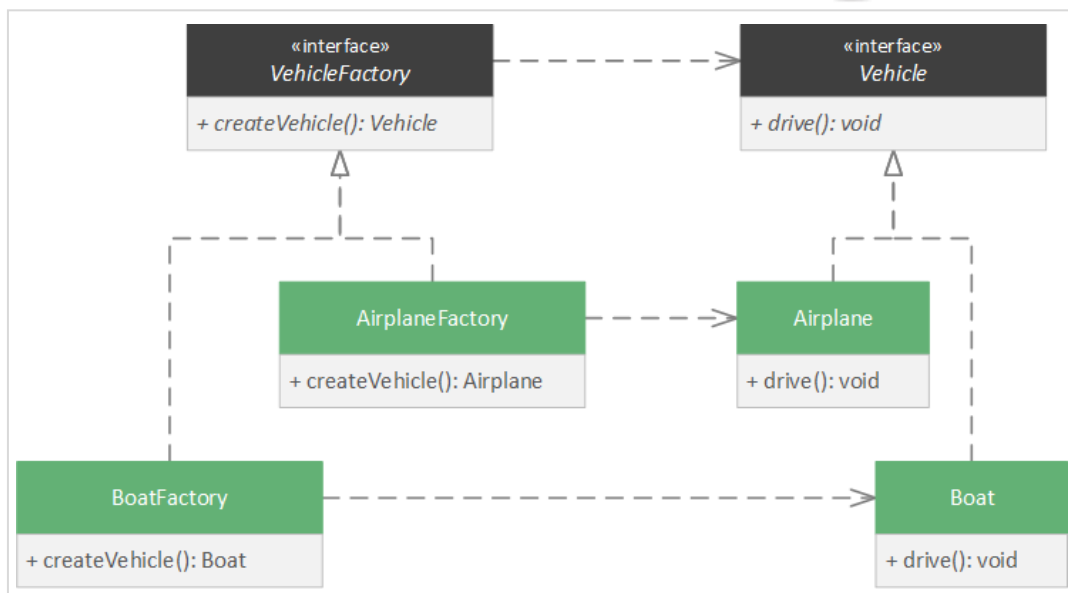 «interface»
VehicleFactory
+ createVehicle(): Vehicle
«interface»
Vehicle
+ drive(): void
AirplaneFactory
+ createVehicle(): Airplane
Airplane
+ drive(): void
BoatFactory
+ createVehicle(): Boat
Boat
+ drive(): void